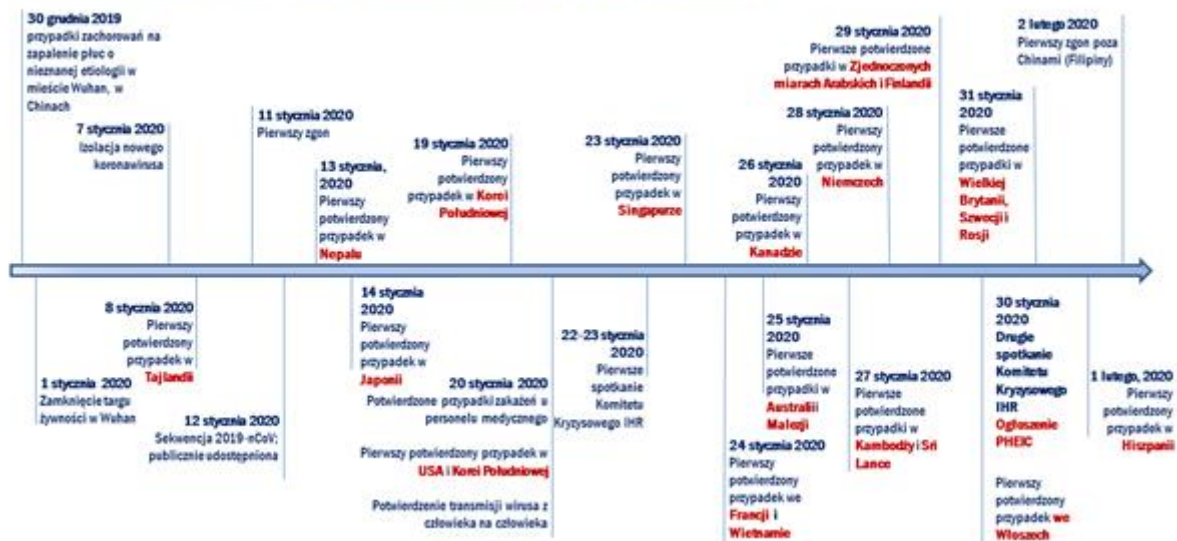 30 grudnia 2019
przypadki zachorowań na
zapalenie płuc o
nieznanej etiologii w
mieście Wuhan, w
Chinach
7 stycznia 2020
Izolacja nowego
koronawirusa
11 stycznia 2020
Pierwszy zgon
13 stycznia,
2020
Pierwszy
potwierdzony
przypadek w
Nepalu
19 stycznia 2020
Pierwszy
potwierdzony
przypadek w Korei
Południowej
23 stycznia 2020
Pierwszy
potwierdzony
przypadek w
Singapurze
26 stycznia
2020
Pierwszy
potwierdzony
przypadek w
Kanadzie
28 stycznia 2020
Pierwszy
potwierdzony
przypadek w
Niemczech
29 stycznia 2020
Pierwsze potwierdzone
przypadki w Zjednoczonych
miarach Arabskich i Finlandii
31 stycznia
2020
Pierwsze
potwierdzone
przypadki w
Wielkiej
Brytanii,
Szwecji i
Rosji
2 lutego 2020
Pierwszy zgon poza
Chinami (Filipiny)
1 stycznia 2020
Zamknięcie targu
żywności w Wuhan
8 stycznia 2020
Pierwszy
potwierdzony
przypadek w
Tajlandii
12 stycznia 2020
Sekwencja 2019-nCoV;
publicznie udostępniona
14 stycznia
2020
Pierwszy
potwierdzony
przypadek w
Japonii
20 stycznia 2020
Potwierdzone przypadki zakażeń u
personelu medycznego
Pierwszy potwierdzony przypadek w
USA i Korei Południowej
Potwierdzenie transmisji wirusa z
człowieka na człowieka
22-23 stycznia
2020
Pierwsze
spotkanie
Komitetu
Kryzysowego IHR
24 stycznia 2020
Pierwszy
potwierdzony
przypadek we
Francji i
Wietnamie
25 stycznia
2020
Pierwsze
potwierdzone
przypadki w
Australii i
Malezji
27 stycznia 2020
Pierwsze
potwierdzone
przypadki w
Kambodży i Sri
Lance
30 stycznia
2020
Drugie
spotkanie
Komitetu
Kryzysowego
IHR
Ogłoszenie
PHEIC
Pierwszy
potwierdzony
przypadek we
Włoszech
1 lutego, 2020
Pierwszy
potwierdzony
przypadek w
Hiszpanii